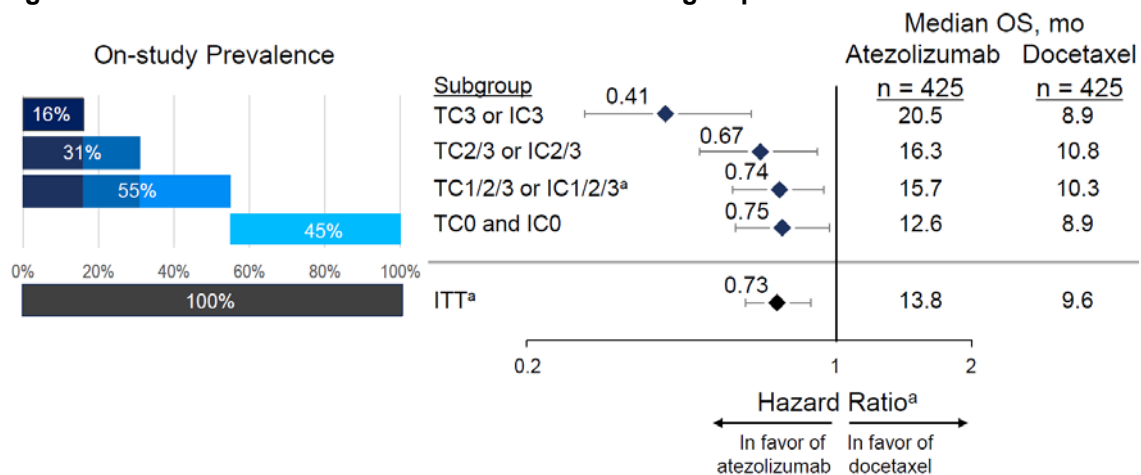 On-study Prevalence
16%
31%
55%
45%
0% 20% 40% 60% 80% 100%
100%
Median OS, mo
Atezolizumab Docetaxel
Subgroup n = 425 n = 425
TC3 or IC3 0.41 20.5 8.9
TC2/3 or IC2/3 0.67 16.3 10.8
TC1/2/3 or IC1/2/3ᵃ 0.74 15.7 10.3
TC0 and IC0 0.75 12.6 8.9
ITTᵃ 0.73 13.8 9.6
0.2 1 2
Hazard Ratioᵃ
In favor of atezolizumab
In favor of docetaxel